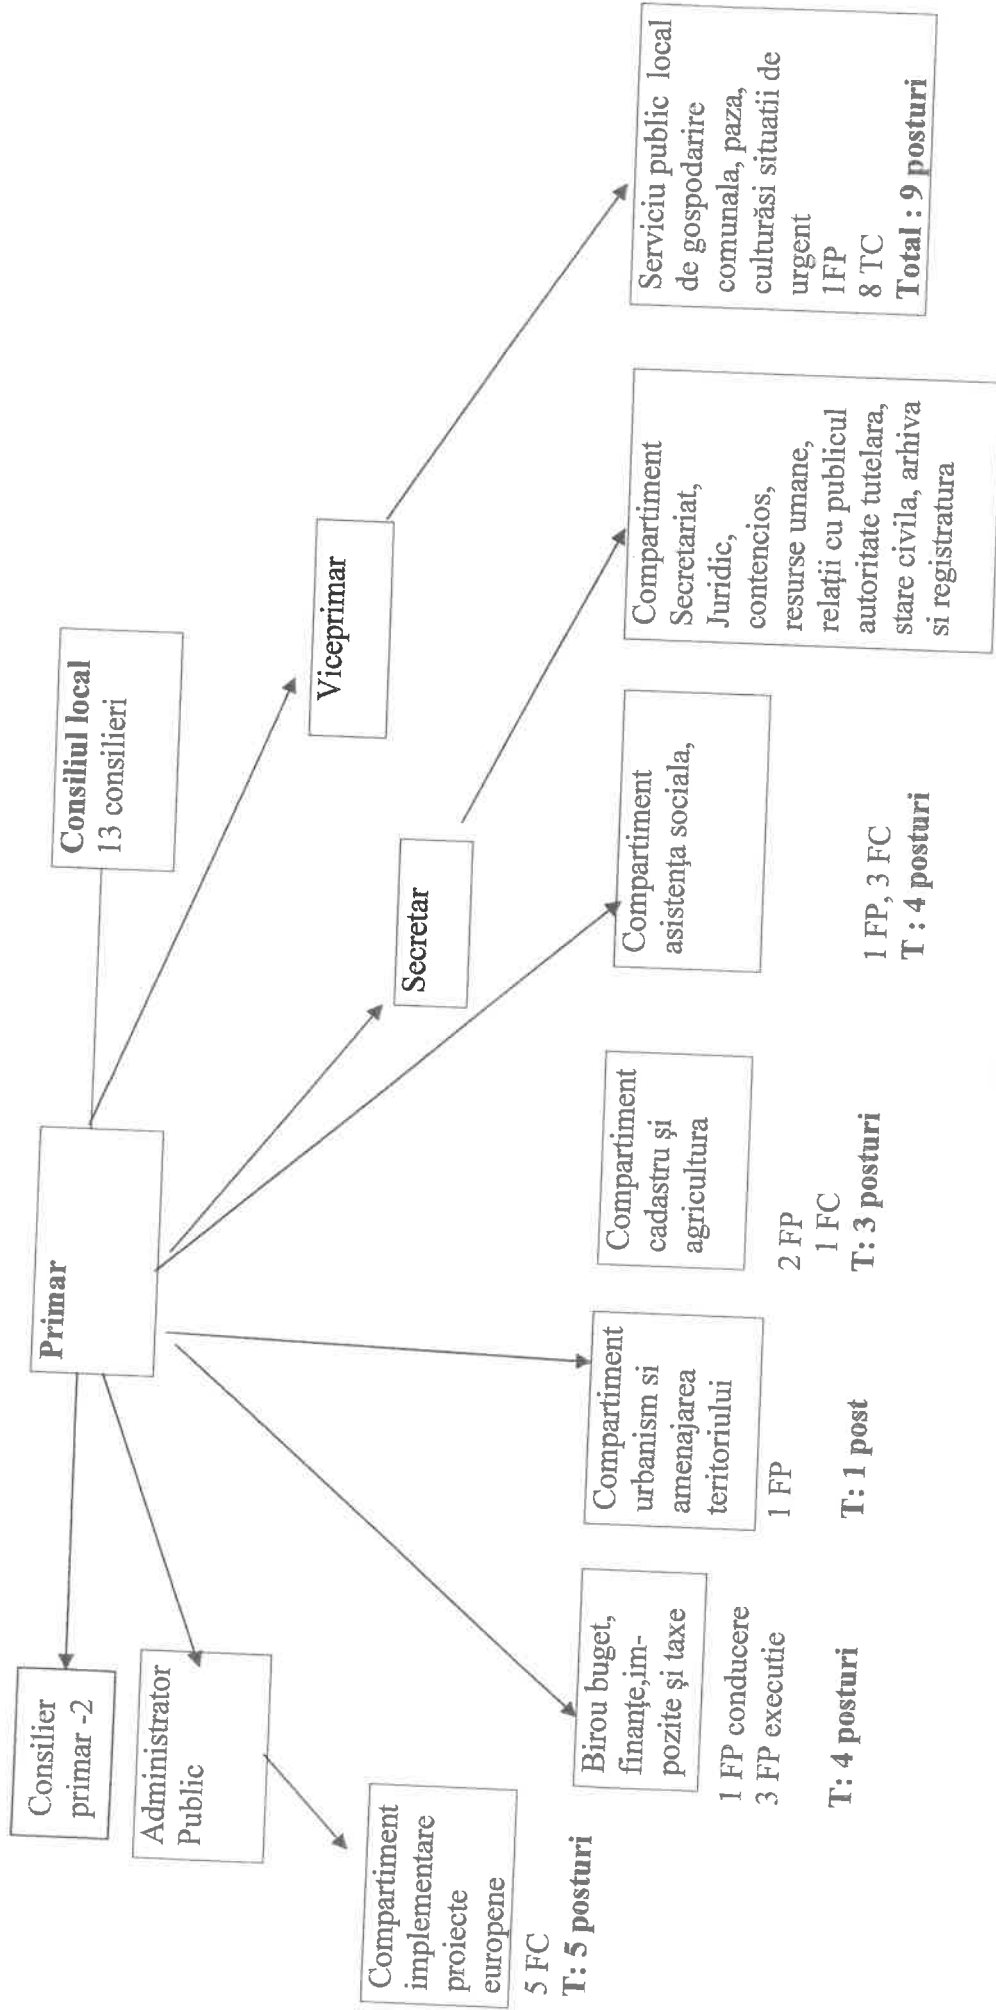 Consiliul local
13 consilieri
Primar
Consilier
primar -2
Administrator
Public
Viceprimar
Secretar
Compartiment
implementare
proiecte
europene
5 FC
T: 5 posturi
Birou buget,
finanțe,im-
pozite și taxe
1 FP conducere
3 FP executie
T: 4 posturi
Compartiment
urbanism si
amenajarea
teritoriului
1 FP
T: 1 post
Compartiment
cadastru și
agricultura
2 FP
1 FC
T: 3 posturi
Compartiment
asistența sociala,
1 FP, 3 FC
T : 4 posturi
Compartiment
Secretariat,
Juridic,
contencios,
resurse umane,
relații cu publicul
autoritate tutelara,
stare civila, arhiva
si registratura
Serviciu public local
de gospodarire
comunala, paza,
culturăsi situatii de
urgent
1FP
8 TC
Total : 9 posturi